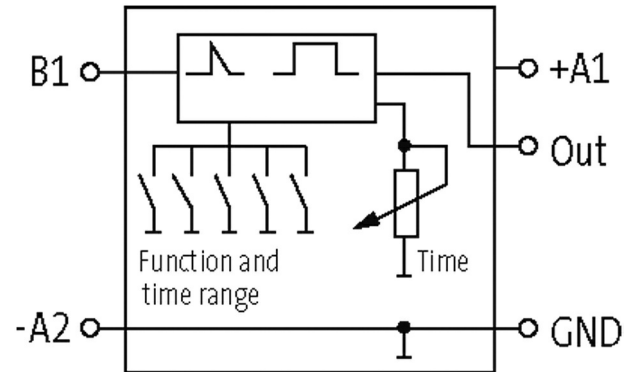 B1
+A1
Out
Function and
time range
Time
-A2
GND